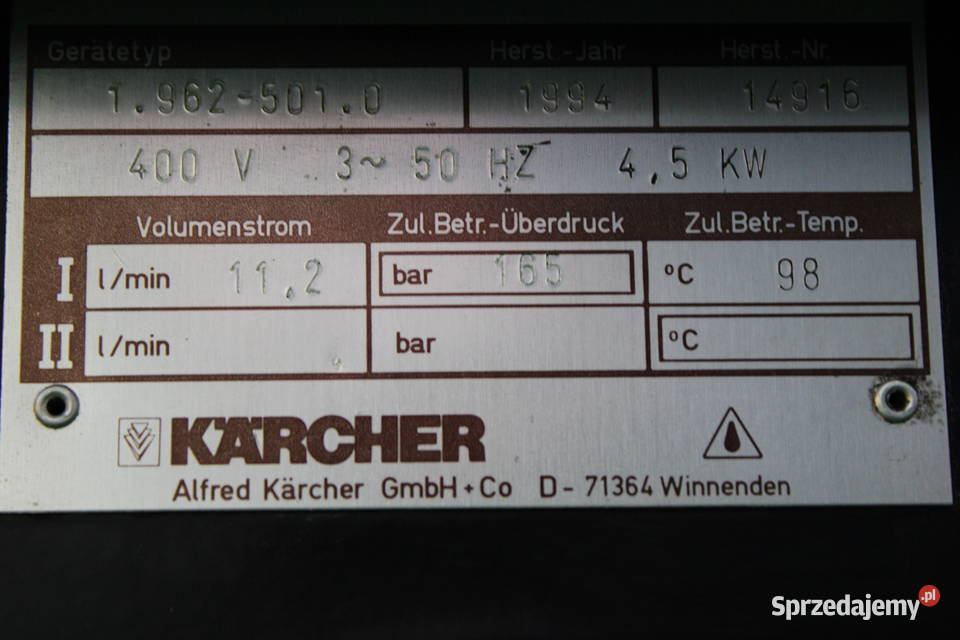 Gerätetyp Herst.-Jahr Herst.-Nr.
1.962-501.0 1994 14916
400 V 3~ 50 HZ 4,5 KW
Volumenstrom Zul.Betr.-Überdruck Zul.Betr.-Temp.
I l/min 11,2 bar 165 °C 98
II l/min bar °C
KÄRCHER
Alfred Kärcher GmbH+Co D-71364 Winnenden
Sprzedajemy.pl